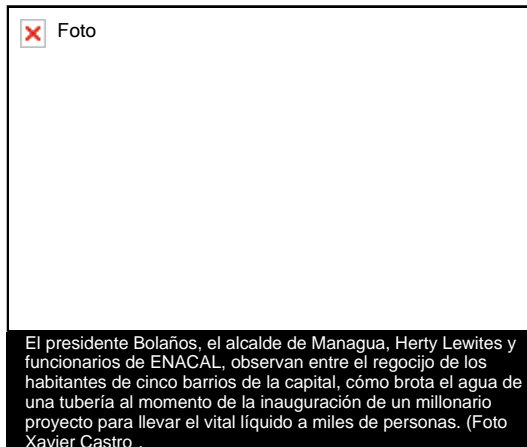 Foto
El presidente Bolaños, el alcalde de Managua, Herty Lewites y
funcionarios de ENACAL, observan entre el regocijo de los
habitantes de cinco barrios de la capital, cómo brota el agua de
una tubería al momento de la inauguración de un millonario
proyecto para llevar el vital líquido a miles de personas. (Foto
Xavier Castro .